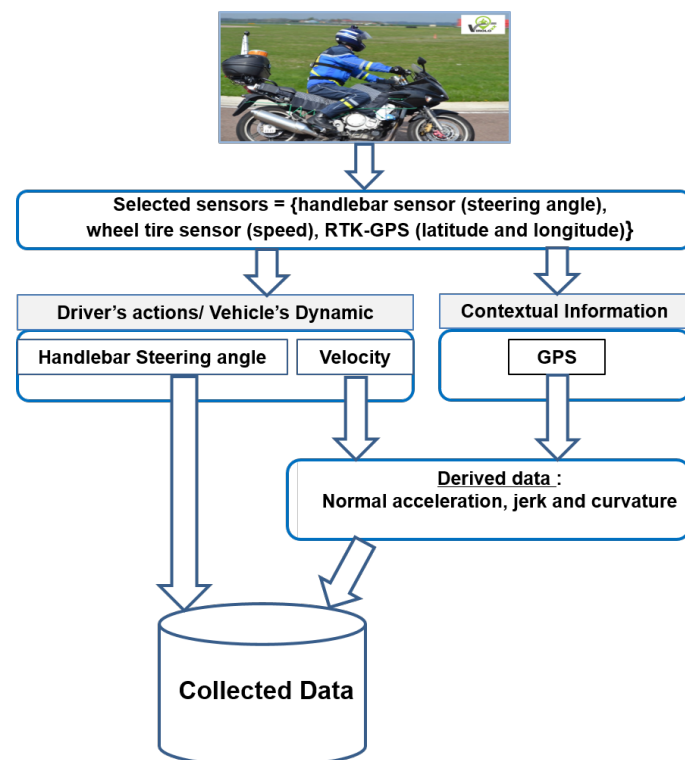 Selected sensors = {handlebar sensor (steering angle),
wheel tire sensor (speed), RTK-GPS (latitude and longitude)}
Driver's actions/ Vehicle's Dynamic
Contextual Information
Handlebar Steering angle
Velocity
GPS
Derived data :
Normal acceleration, jerk and curvature
Collected Data